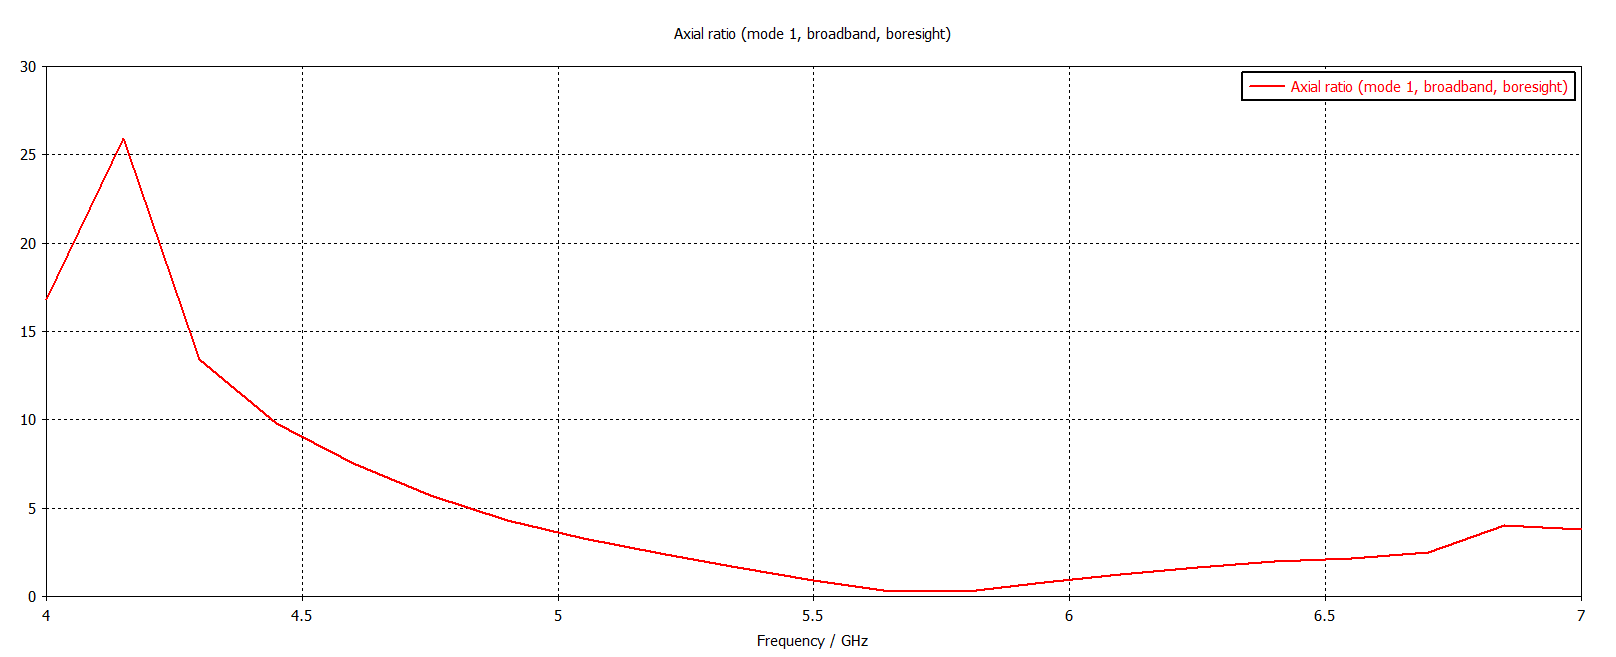 Axial ratio (mode 1, broadband, boresight)
30
Axial ratio (mode 1, broadband, boresight)
25
20
15
10
5
0
4 4.5 5 5.5 6 6.5 7
Frequency / GHz